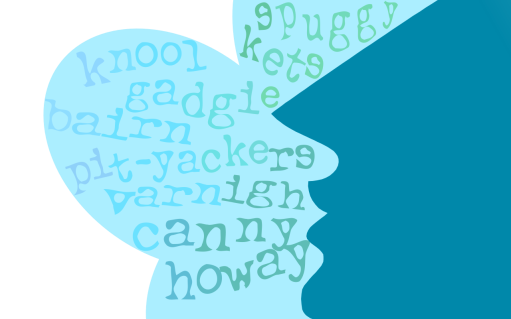 spuggy
kets
knool
gadgie
bairn
pit-yackers
varnigh
canny
howay